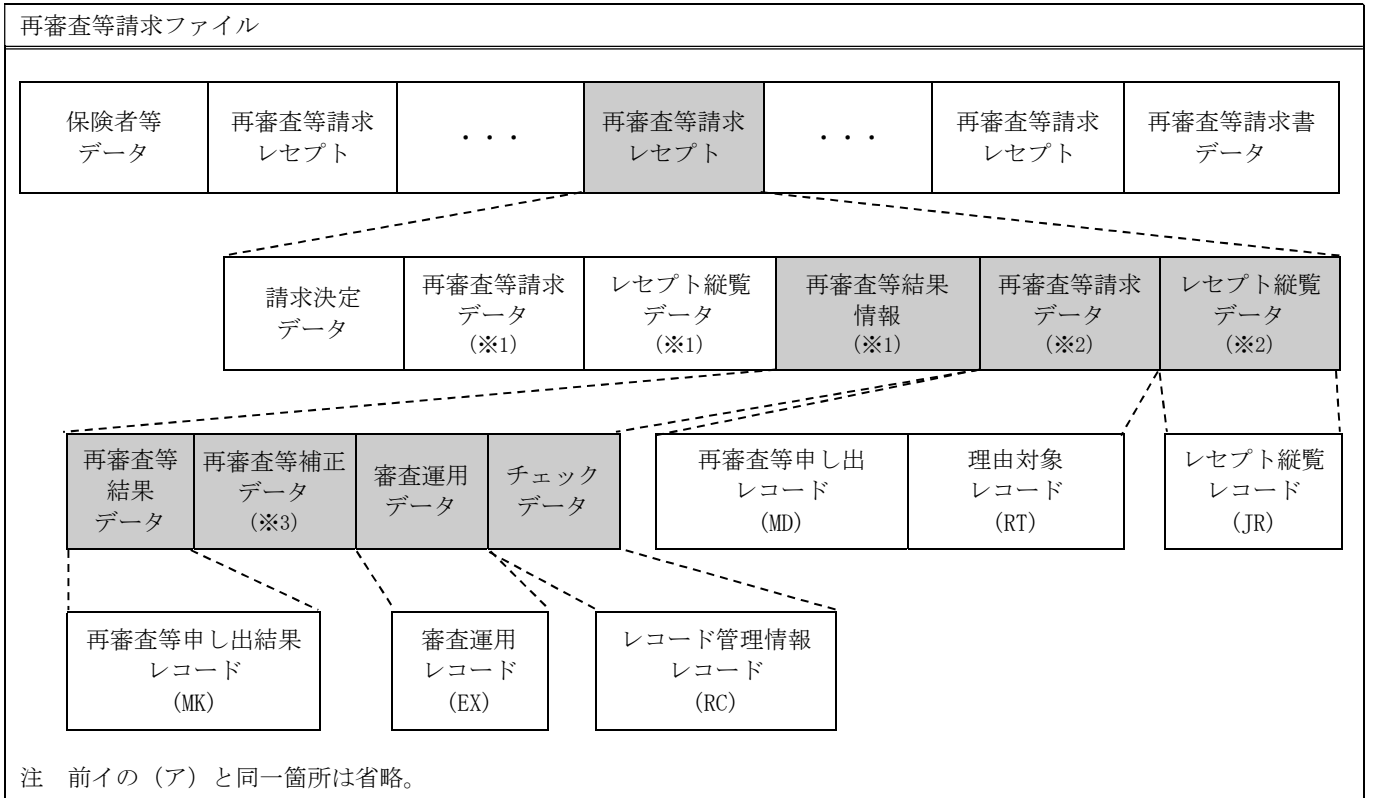 再審査等請求ファイル
保険者等
データ
再審査等請求
レセプト
・・・
再審査等請求
レセプト
・・・
再審査等請求
レセプト
再審査等請求書
データ
請求決定
データ
再審査等請求
データ
(※1)
レセプト縦覧
データ
(※1)
再審査等結果
情報
(※1)
再審査等請求
データ
(※2)
レセプト縦覧
データ
(※2)
再審査等
結果
データ
再審査等補正
データ
(※3)
審査運用
データ
チェック
データ
再審査等申し出
レコード
(MD)
理由対象
レコード
(RT)
レセプト縦覧
レコード
(JR)
再審査等申し出結果
レコード
(MK)
審査運用
レコード
(EX)
レコード管理情報
レコード
(RC)
注　前イの（ア）と同一箇所は省略。